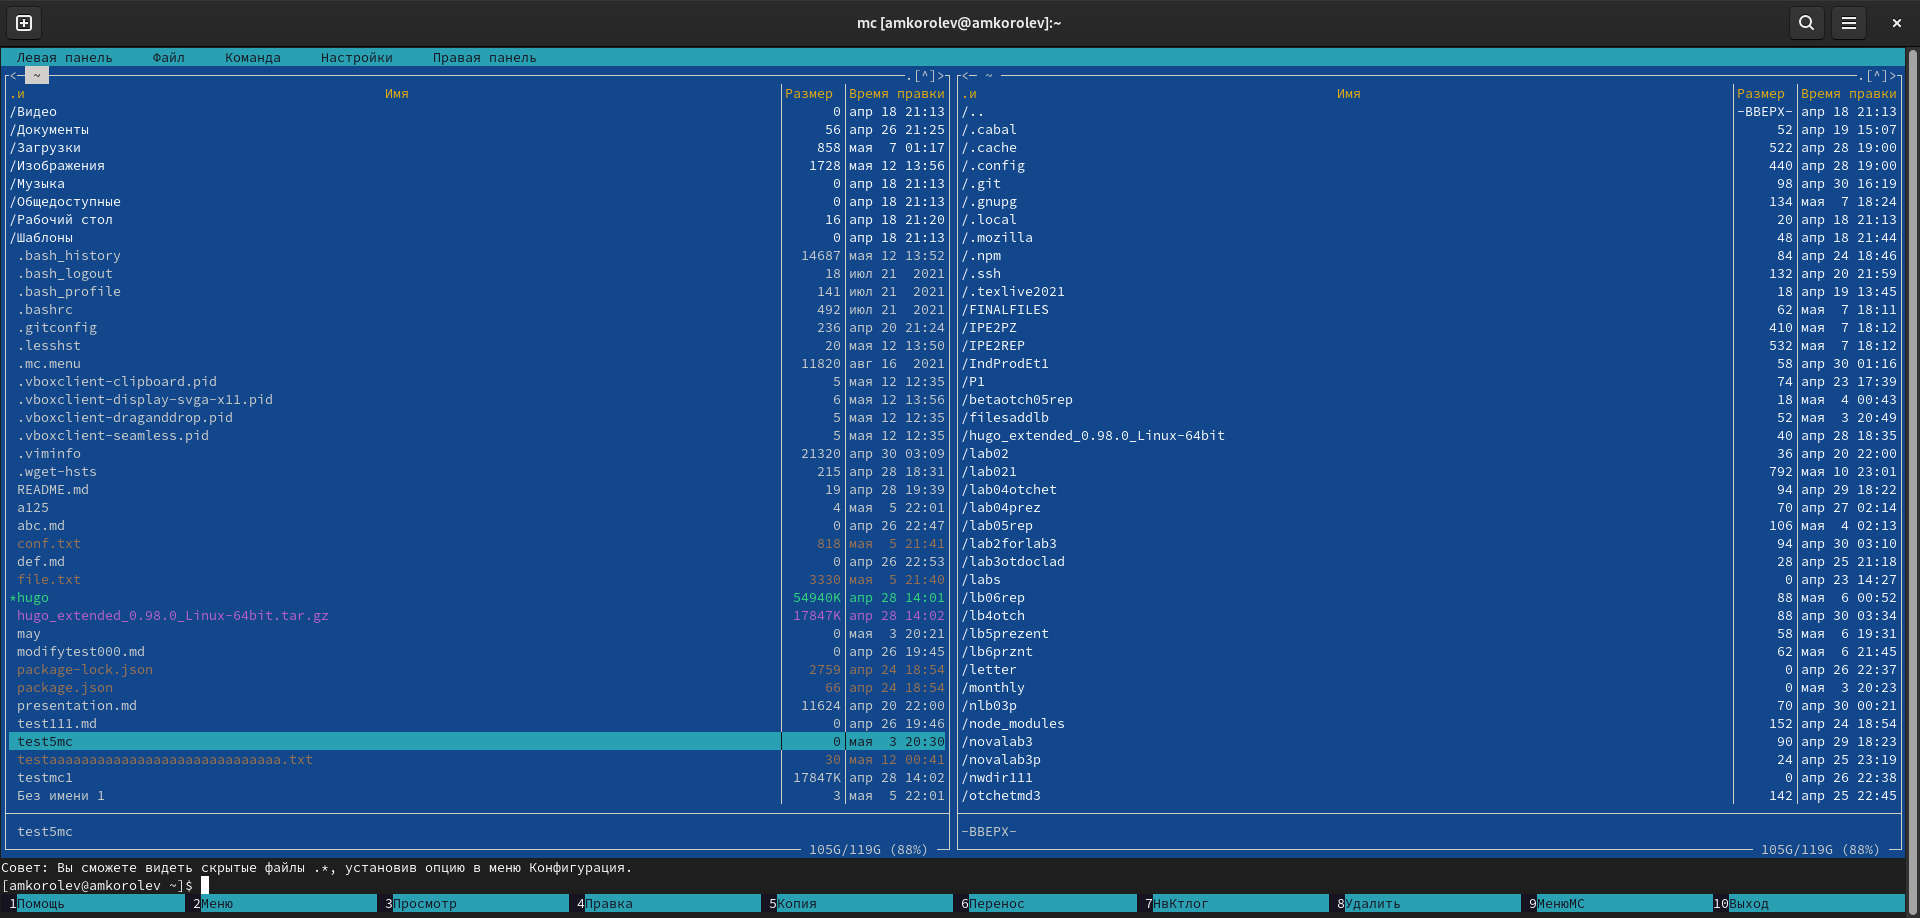 mc [amkorolev@amkorolev]:~
Левая панель Файл Команда Настройки Правая панель
<─ ~ .[^]> <─ ~ .[^]>
.и Имя Размер Время правки .и Имя Размер Время правки
/Видео 0 апр 18 21:13 /.. -ВВЕРХ- апр 18 21:13
/Документы 56 апр 26 21:25 /.cabal 52 апр 19 15:07
/Загрузки 858 мая 7 01:17 /.cache 522 апр 28 19:00
/Изображения 1728 мая 12 13:56 /.config 440 апр 28 19:00
/Музыка 0 апр 18 21:13 /.git 98 апр 30 16:19
/Общедоступные 0 апр 18 21:13 /.gnupg 134 мая 7 18:24
/Рабочий стол 16 апр 18 21:20 /.local 20 апр 18 21:13
/Шаблоны 0 апр 18 21:13 /.mozilla 48 апр 18 21:44
.bash_history 14687 мая 12 13:52 /.npm 84 апр 24 18:46
.bash_logout 18 июл 21 2021 /.ssh 132 апр 20 21:59
.bash_profile 141 июл 21 2021 /.texlive2021 18 апр 19 13:45
.bashrc 492 июл 21 2021 /FINALFILES 62 мая 7 18:11
.gitconfig 236 апр 20 21:24 /IPE2PZ 410 мая 7 18:12
.lesshst 20 мая 12 13:50 /IPE2REP 532 мая 7 18:12
.mc.menu 11820 авг 16 2021 /IndProdEt1 58 апр 30 01:16
.vboxclient-clipboard.pid 5 мая 12 12:35 /P1 74 апр 23 17:39
.vboxclient-display-svga-x11.pid 6 мая 12 13:56 /betaotch05rep 18 мая 4 00:43
.vboxclient-draganddrop.pid 5 мая 12 12:35 /filesaddlb 52 мая 3 20:49
.vboxclient-seamless.pid 5 мая 12 12:35 /hugo_extended_0.98.0_Linux-64bit 40 апр 28 18:35
.viminfo 21320 апр 30 03:09 /lab02 36 апр 20 22:00
.wget-hsts 215 апр 28 18:31 /lab021 792 мая 10 23:01
README.md 19 апр 28 19:39 /lab04otchet 94 апр 29 18:22
a125 4 мая 5 22:01 /lab04prez 70 апр 27 02:14
abc.md 0 апр 26 22:47 /lab05rep 106 мая 4 02:13
conf.txt 818 мая 5 21:41 /lab2forlab3 94 апр 30 03:10
def.md 0 апр 26 22:53 /lab3otdoclad 28 апр 25 21:18
file.txt 3330 мая 5 21:40 /labs 0 апр 23 14:27
*hugo 54940K апр 28 14:01 /lb06rep 88 мая 6 00:52
hugo_extended_0.98.0_Linux-64bit.tar.gz 17847K апр 28 14:02 /lb4otch 88 апр 30 03:34
may 0 мая 3 20:21 /lb5prezent 58 мая 6 19:31
modifytest000.md 0 апр 26 19:45 /lb6prznt 62 мая 6 21:45
package-lock.json 2759 апр 24 18:54 /letter 0 апр 26 22:37
package.json 66 апр 24 18:54 /monthly 0 мая 3 20:23
presentation.md 11624 апр 20 22:00 /nlb03p 70 апр 30 00:21
test111.md 0 апр 26 19:46 /node_modules 152 апр 24 18:54
test5mc 0 мая 3 20:30 /novalab3 90 апр 29 18:23
testaaaaaaaaaaaaaaaaaaaaaaaaaaaaa.txt 30 мая 12 00:41 /novalab3p 24 апр 25 23:19
testmc1 17847K апр 28 14:02 /nwdir111 0 апр 26 22:38
Без имени 1 3 мая 5 22:01 /otchetmd3 142 апр 25 22:45
test5mc -ВВЕРХ-
105G/119G (88%) 105G/119G (88%)
Совет: Вы сможете видеть скрытые файлы .*, установив опцию в меню Конфигурация.
[amkorolev@amkorolev ~]$
1Помощь 2Меню 3Просмотр 4Правка 5Копия 6Перенос 7НвКтлог 8Удалить 9МенюМС 10Выход